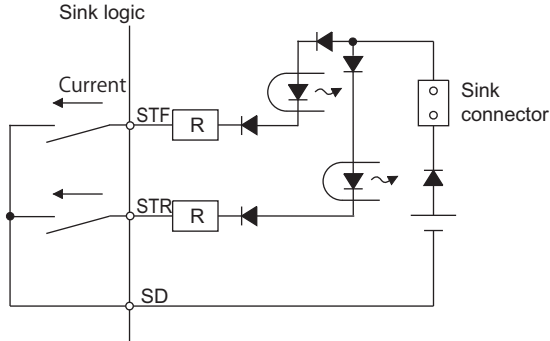 Sink logic
Current
STF
R
Sink
connector
STR
R
SD